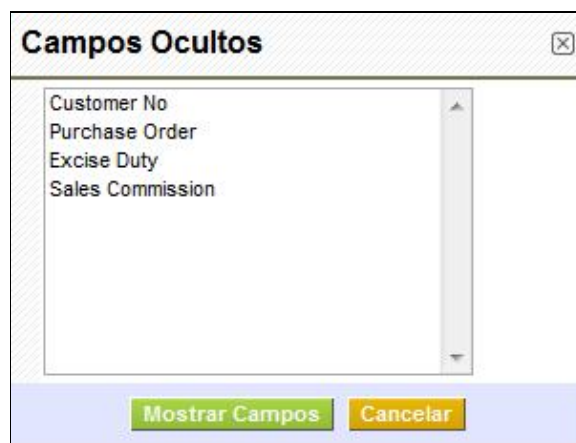 Campos Ocultos
Customer No
Purchase Order
Excise Duty
Sales Commission
Mostrar Campos Cancelar